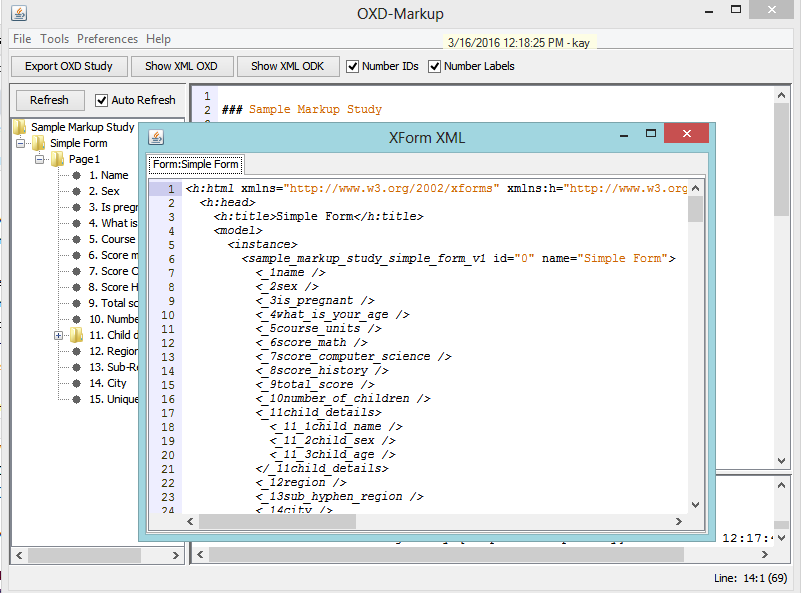 OXD-Markup
File Tools Preferences Help
3/16/2016 12:18:25 PM - kay
Export OXD Study Show XML OXD Show XML ODK Number IDs Number Labels
Refresh Auto Refresh
Sample Markup Study
Simple Form
Page1
1. Name
2. Sex
3. Is pregn
4. What is
5. Course
6. Score m
7. Score C
8. Score H
9. Total sc
10. Numbe
11. Child d
12. Region
13. Sub-Re
14. City
15. Unique
1
2 ### Sample Markup Study
XForm XML
Form:Simple Form
1 <h:html xmlns="http://www.w3.org/2002/xforms" xmlns:h="http://www.w3.org
2 <h:head>
3 <h:title>Simple Form</h:title>
4 <model>
5 <instance>
6 <sample_markup_study_simple_form_v1 id="0" name="Simple Form">
7 <_1name />
8 <_2sex />
9 <_3is_pregnant />
10 <_4what_is_your_age />
11 <_5course_units />
12 <_6score_math />
13 <_7score_computer_science />
14 <_8score_history />
15 <_9total_score />
16 <_10number_of_children />
17 <_11child_details>
18 <_11_1child_name />
19 <_11_2child_sex />
20 <_11_3child_age />
21 </_11child_details>
22 <_12region />
23 <_13sub_hyphen_region />
24 <_14city />
12:17:4
Line: 14:1 (69)